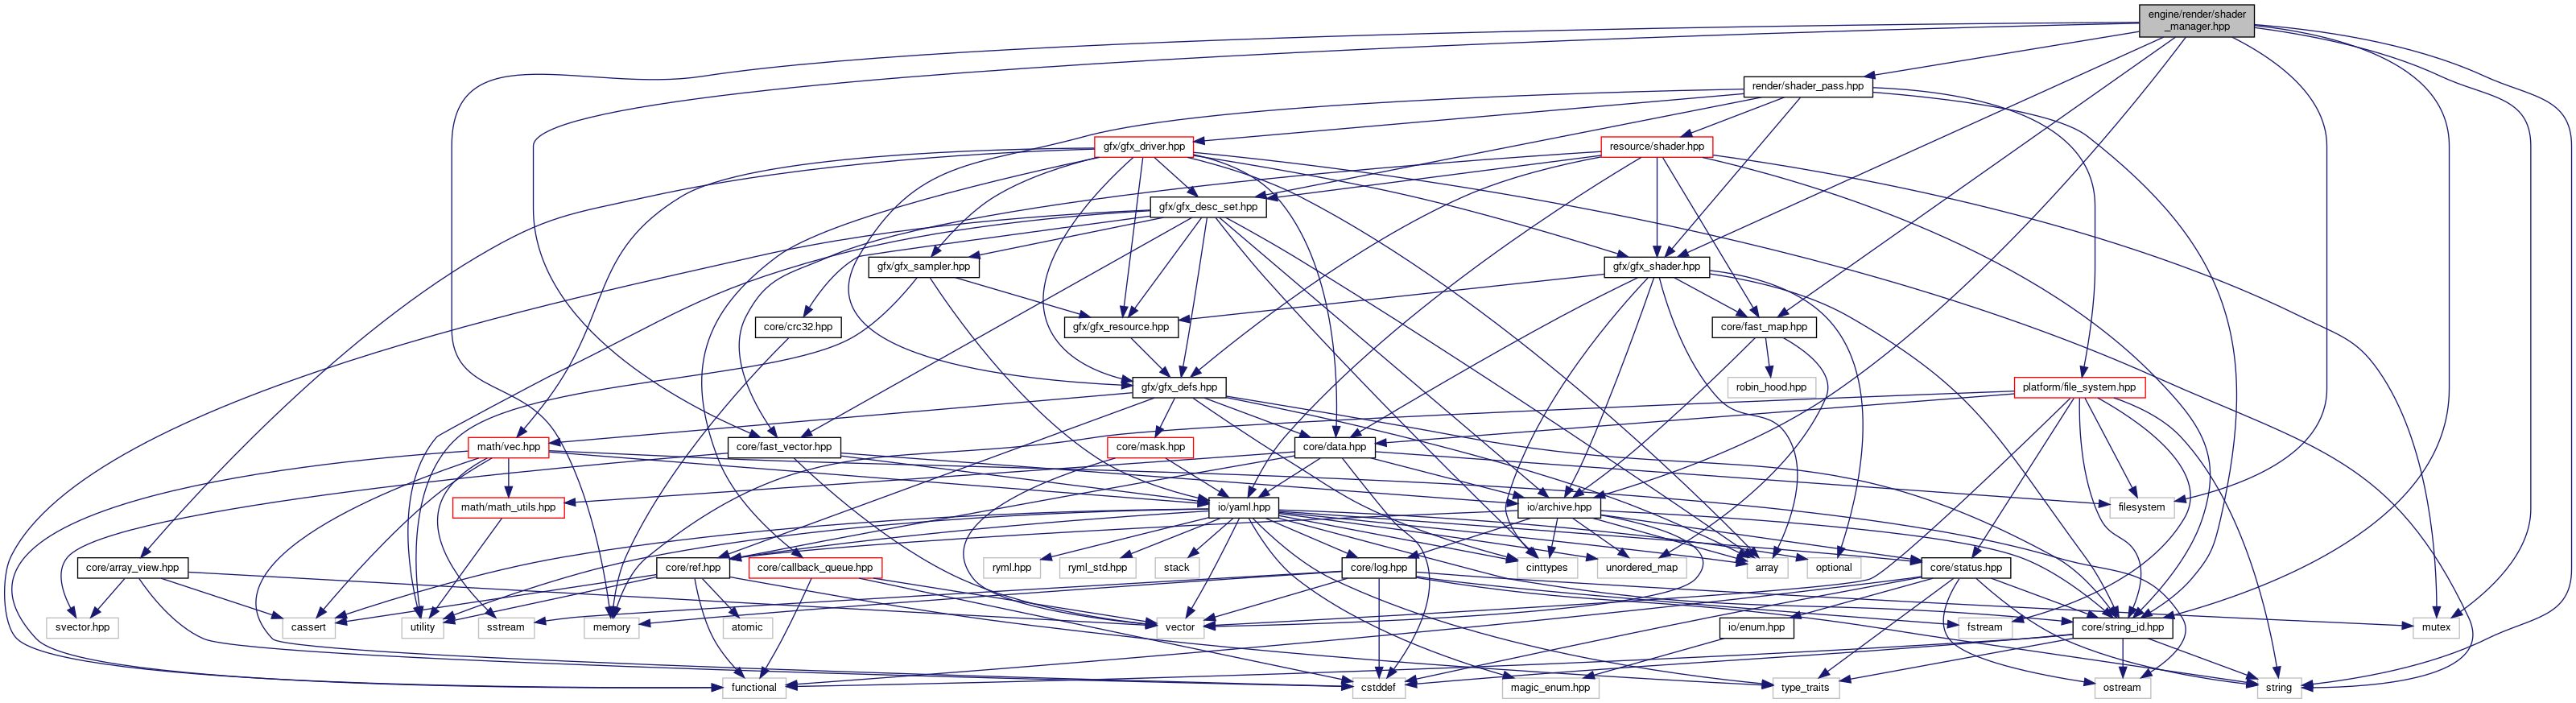 engine/render/shader
_manager.hpp
render/shader_pass.hpp
gfx/gfx_driver.hpp
resource/shader.hpp
gfx/gfx_desc_set.hpp
gfx/gfx_sampler.hpp
gfx/gfx_shader.hpp
core/crc32.hpp
gfx/gfx_resource.hpp
core/fast_map.hpp
gfx/gfx_defs.hpp
robin_hood.hpp
platform/file_system.hpp
math/vec.hpp
core/fast_vector.hpp
core/mask.hpp
core/data.hpp
math/math_utils.hpp
io/yaml.hpp
io/archive.hpp
filesystem
core/array_view.hpp
core/ref.hpp
core/callback_queue.hpp
ryml.hpp
ryml_std.hpp
stack
core/log.hpp
cinttypes
unordered_map
array
optional
core/status.hpp
svector.hpp
cassert
utility
sstream
memory
atomic
vector
io/enum.hpp
fstream
core/string_id.hpp
mutex
functional
cstddef
magic_enum.hpp
type_traits
ostream
string